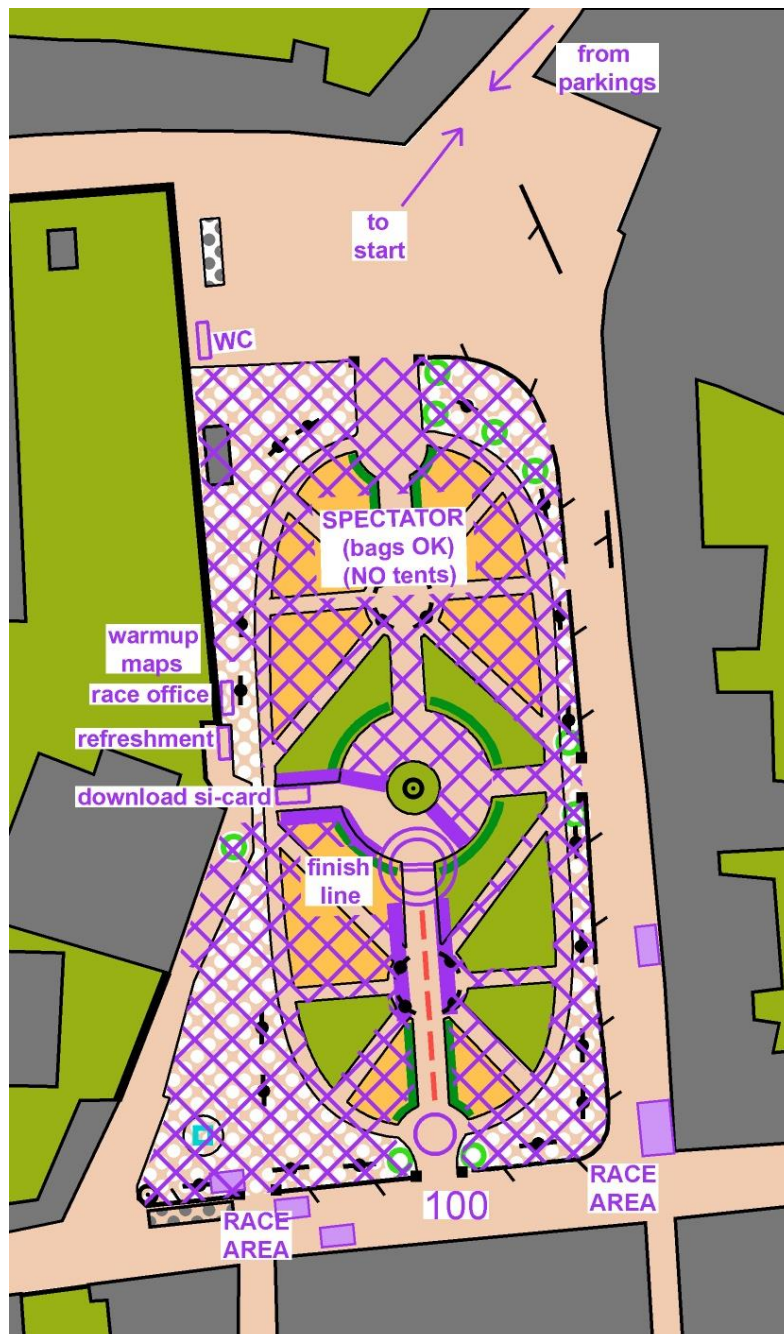 from
parkings
to
start
WC
SPECTATOR
(bags OK)
(NO tents)
warmup
maps
race office
refreshment
download si-card
finish
line
RACE
AREA
100
RACE
AREA